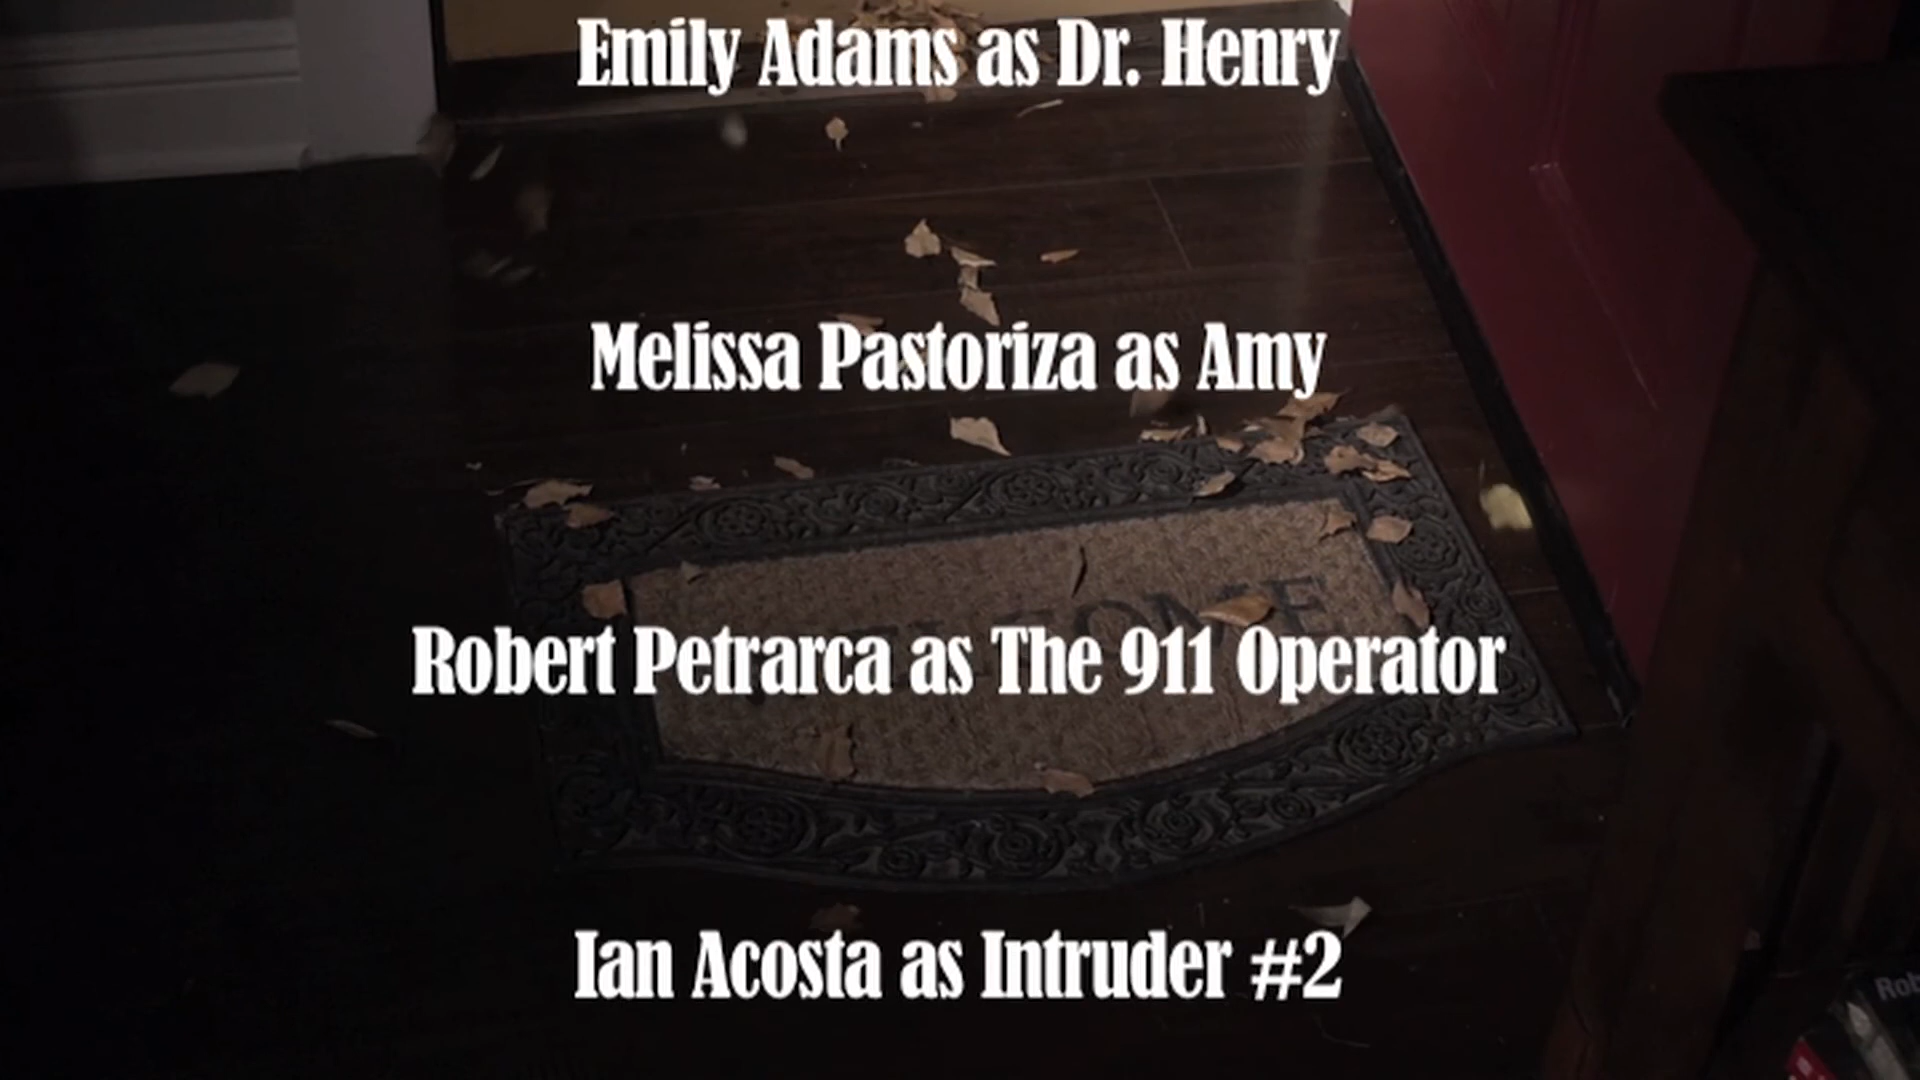 Emily Adams as Dr. Henry
Melissa Pastoriza as Amy
WELCOME
Robert Petrarca as The 911 Operator
Ian Acosta as Intruder #2